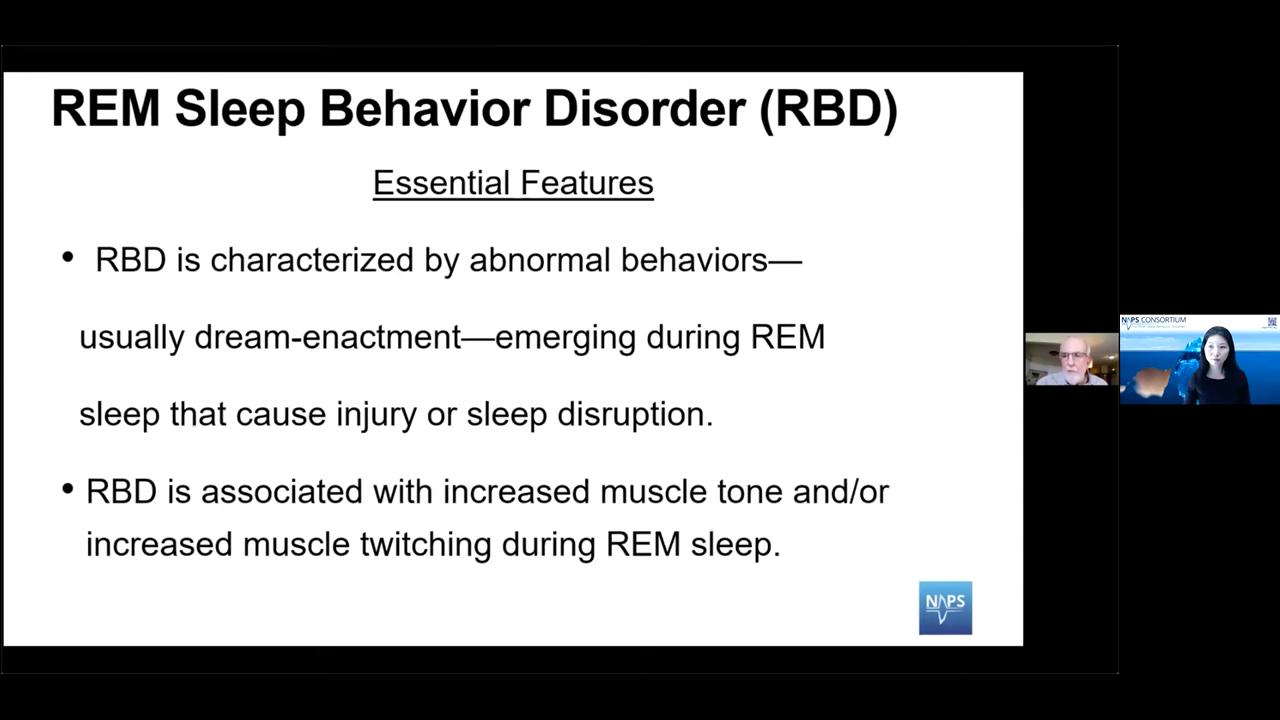 REM Sleep Behavior Disorder (RBD)
Essential Features
• RBD is characterized by abnormal behaviors—
usually dream-enactment—emerging during REM
sleep that cause injury or sleep disruption.
• RBD is associated with increased muscle tone and/or
increased muscle twitching during REM sleep.
NAPS
NAPS CONSORTIUM